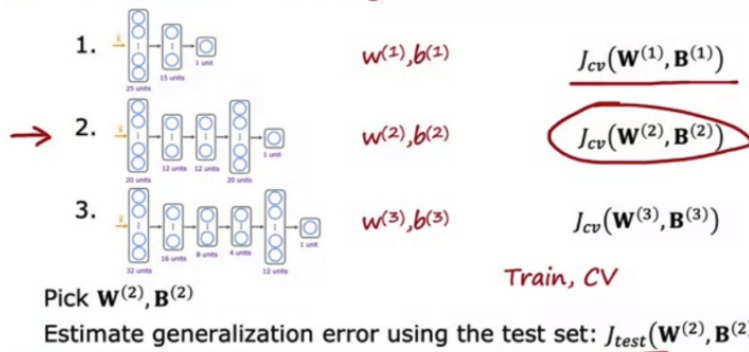 1. 25 units 15 units 1 unit w(1),b(1) Jcv(W(1), B(1))
2. 20 units 12 units 12 units 20 units 1 unit w(2),b(2) Jcv(W(2), B(2))
3. 32 units 16 units 8 units 4 units 12 units 1 unit w(3),b(3) Jcv(W(3), B(3))
Train, CV
Pick W(2), B(2)
Estimate generalization error using the test set: Jtest(W(2), B(2